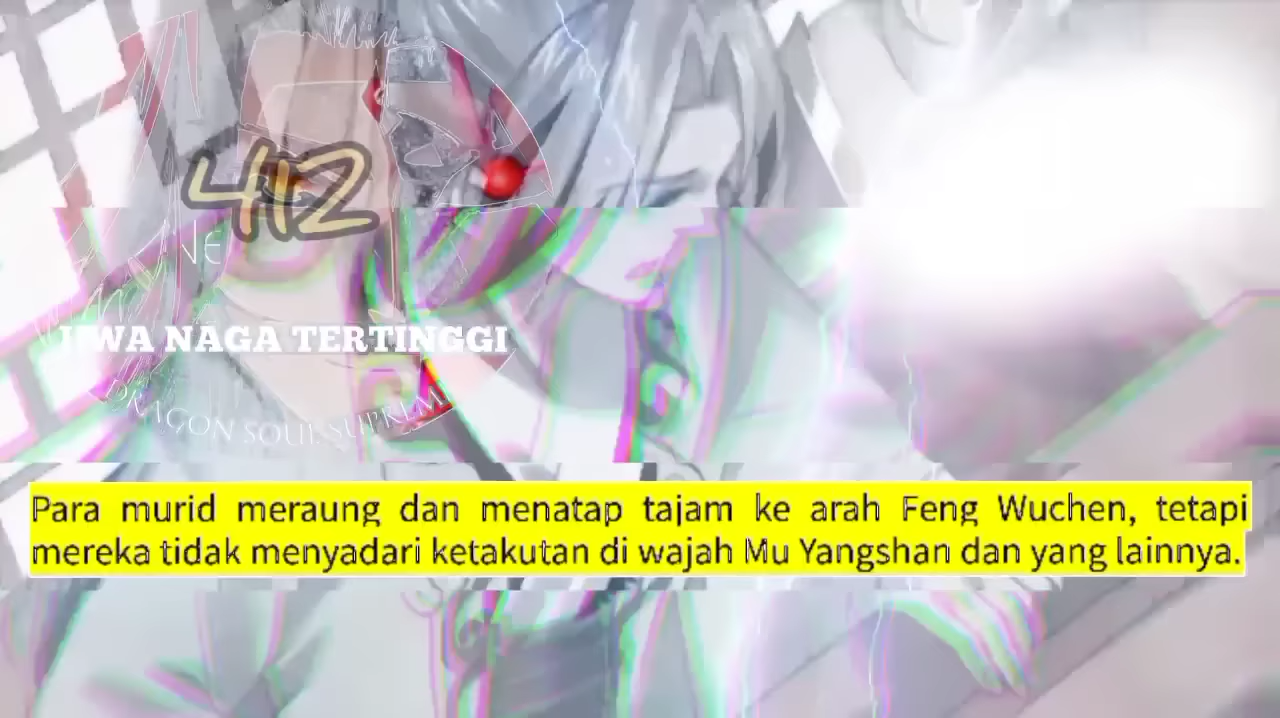 412
JIWA NAGA TERTINGGI
DRAGON SOUL SUPREM
Para murid meraung dan menatap tajam ke arah Feng Wuchen, tetapi
mereka tidak menyadari ketakutan di wajah Mu Yangshan dan yang lainnya.